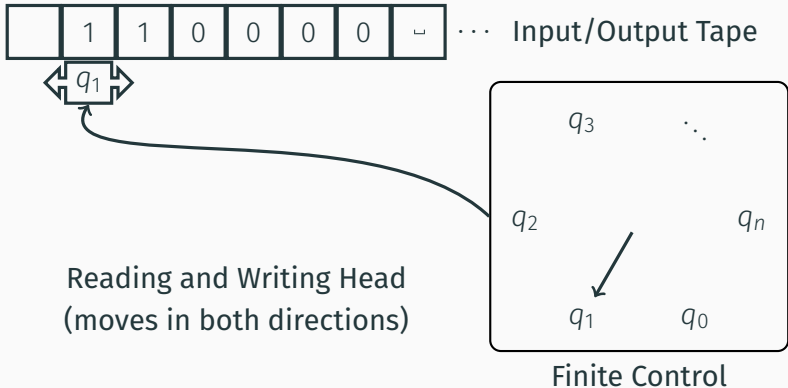 1 1 0 0 0 0 ␣ ··· Input/Output Tape
q₁
q₃ ⋱
q₂ qₙ
Reading and Writing Head
(moves in both directions)
q₁ q₀
Finite Control